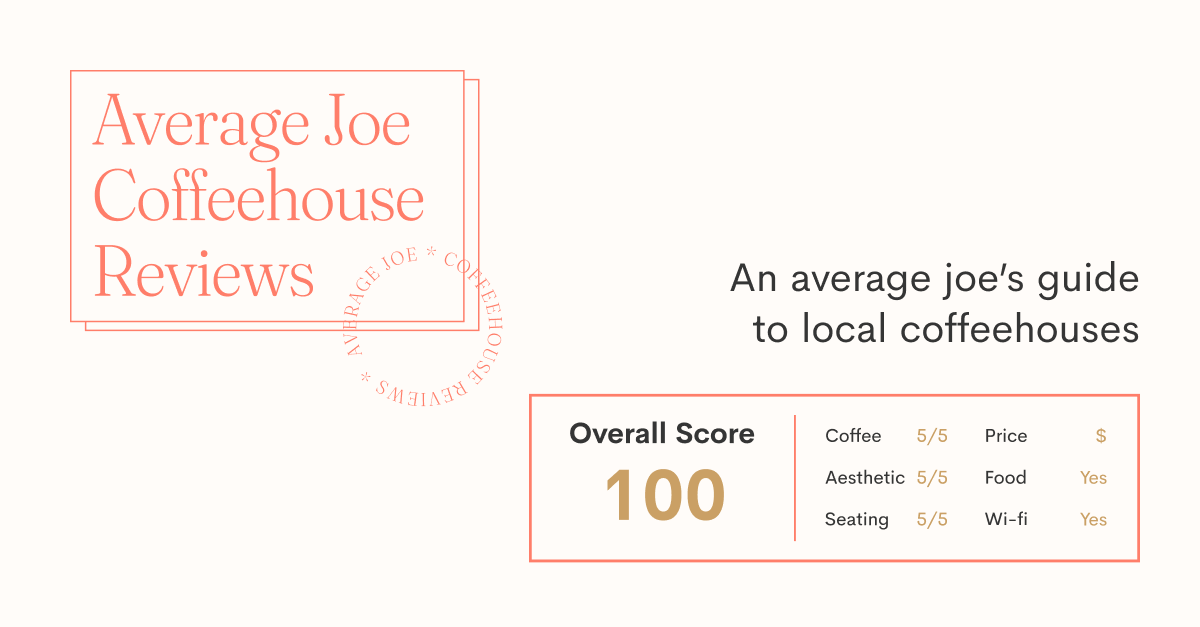 Average Joe
Coffeehouse
Reviews
AVERAGE JOE * COFFEEHOUSE REVIEWS *
An average joe’s guide
to local coffeehouses
Overall Score
100
Coffee 5/5 Price $
Aesthetic 5/5 Food Yes
Seating 5/5 Wi-fi Yes